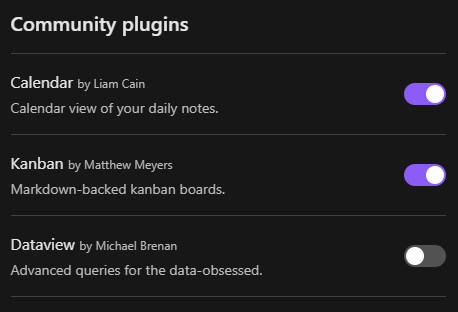 Community plugins
Calendar by Liam Cain
Calendar view of your daily notes.
Kanban by Matthew Meyers
Markdown-backed kanban boards.
Dataview by Michael Brenan
Advanced queries for the data-obsessed.